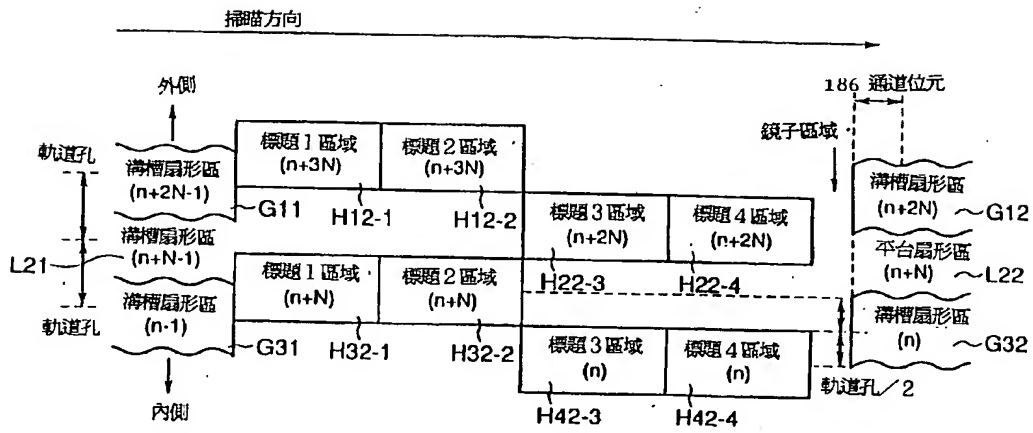 掃瞄方向
外側
186 通道位元
鏡子區域
軌道孔
溝槽扇形區
(n+2N-1)
G11
標題1區域
(n+3N)
標題2區域
(n+3N)
H12-1
H12-2
溝槽扇形區
(n+2N)
G12
溝槽扇形區
(n+N-1)
L21
標題3區域
(n+2N)
標題4區域
(n+2N)
H22-3
H22-4
平台扇形區
(n+N)
L22
軌道孔
溝槽扇形區
(n-1)
G31
標題1區域
(n+N)
標題2區域
(n+N)
H32-1
H32-2
溝槽扇形區
(n)
G32
標題3區域
(n)
標題4區域
(n)
H42-3
H42-4
軌道孔/2
內側